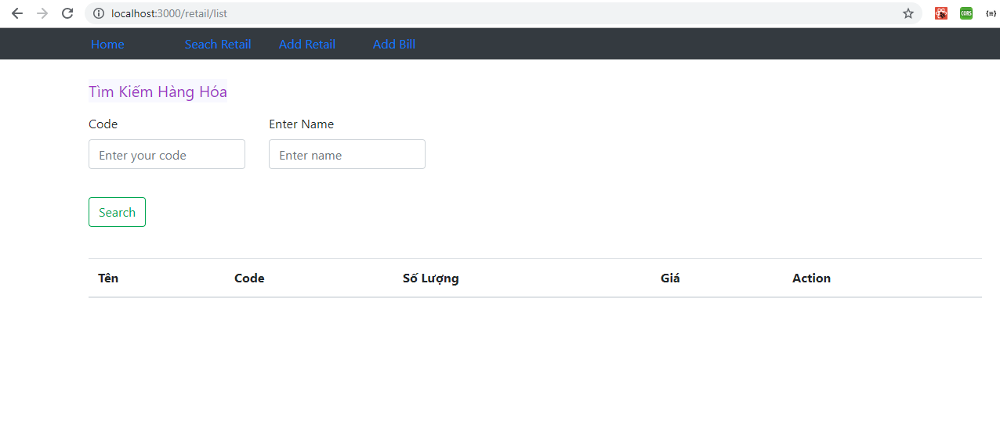 localhost:3000/retail/list
CORS
Home Seach Retail Add Retail Add Bill
Tìm Kiếm Hàng Hóa
Code Enter Name
Enter your code Enter name
Search
Tên Code Số Lượng Giá Action